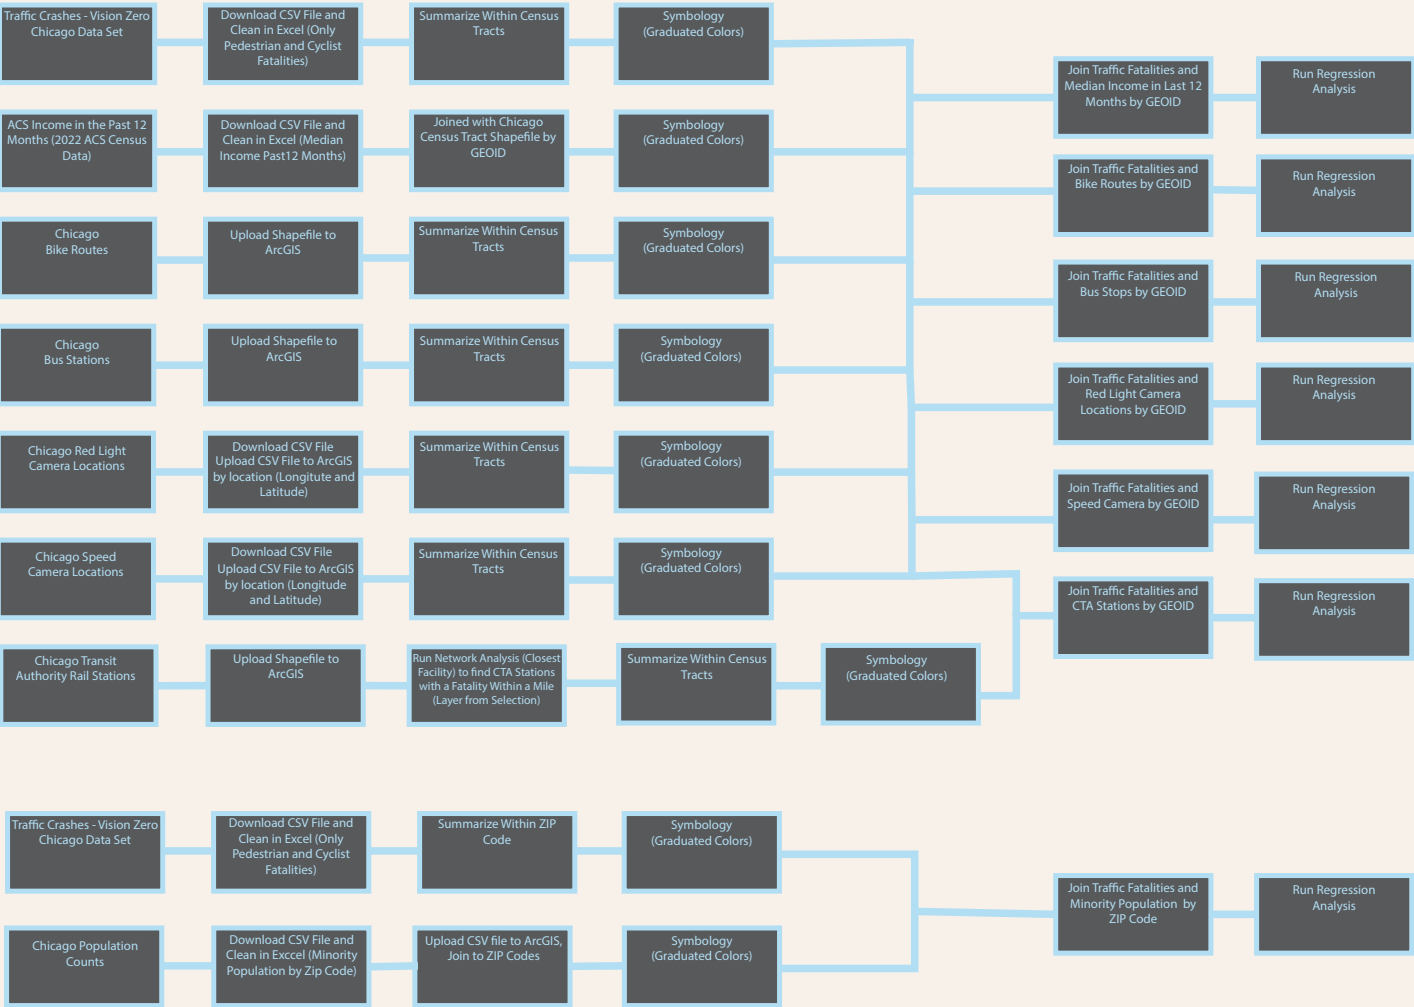 Traffic Crashes - Vision Zero
Chicago Data Set
Download CSV File and
Clean in Excel (Only
Pedestrian and Cyclist
Fatalities)
Summarize Within Census
Tracts
Symbology
(Graduated Colors)
ACS Income in the Past 12
Months (2022 ACS Census
Data)
Download CSV File and
Clean in Excel (Median
Income Past12 Months)
Joined with Chicago
Census Tract Shapefile by
GEOID
Symbology
(Graduated Colors)
Chicago
Bike Routes
Upload Shapefile to
ArcGIS
Summarize Within Census
Tracts
Symbology
(Graduated Colors)
Chicago
Bus Stations
Upload Shapefile to
ArcGIS
Summarize Within Census
Tracts
Symbology
(Graduated Colors)
Chicago Red Light
Camera Locations
Download CSV File
Upload CSV File to ArcGIS
by location (Longitute and
Latitude)
Summarize Within Census
Tracts
Symbology
(Graduated Colors)
Chicago Speed
Camera Locations
Download CSV File
Upload CSV File to ArcGIS
by location (Longitude
and Latitude)
Summarize Within Census
Tracts
Symbology
(Graduated Colors)
Chicago Transit
Authority Rail Stations
Upload Shapefile to
ArcGIS
Run Network Analysis (Closest
Facility) to find CTA Stations
with a Fatality Within a Mile
(Layer from Selection)
Summarize Within Census
Tracts
Symbology
(Graduated Colors)
Join Traffic Fatalities and
Median Income in Last 12
Months by GEOID
Run Regression
Analysis
Join Traffic Fatalities and
Bike Routes by GEOID
Run Regression
Analysis
Join Traffic Fatalities and
Bus Stops by GEOID
Run Regression
Analysis
Join Traffic Fatalities and
Red Light Camera
Locations by GEOID
Run Regression
Analysis
Join Traffic Fatalities and
Speed Camera by GEOID
Run Regression
Analysis
Join Traffic Fatalities and
CTA Stations by GEOID
Run Regression
Analysis
Traffic Crashes - Vision Zero
Chicago Data Set
Download CSV File and
Clean in Excel (Only
Pedestrian and Cyclist
Fatalities)
Summarize Within ZIP
Code
Symbology
(Graduated Colors)
Chicago Population
Counts
Download CSV File and
Clean in Exccel (Minority
Population by Zip Code)
Upload CSV file to ArcGIS,
Join to ZIP Codes
Symbology
(Graduated Colors)
Join Traffic Fatalities and
Minority Population by
ZIP Code
Run Regression
Analysis